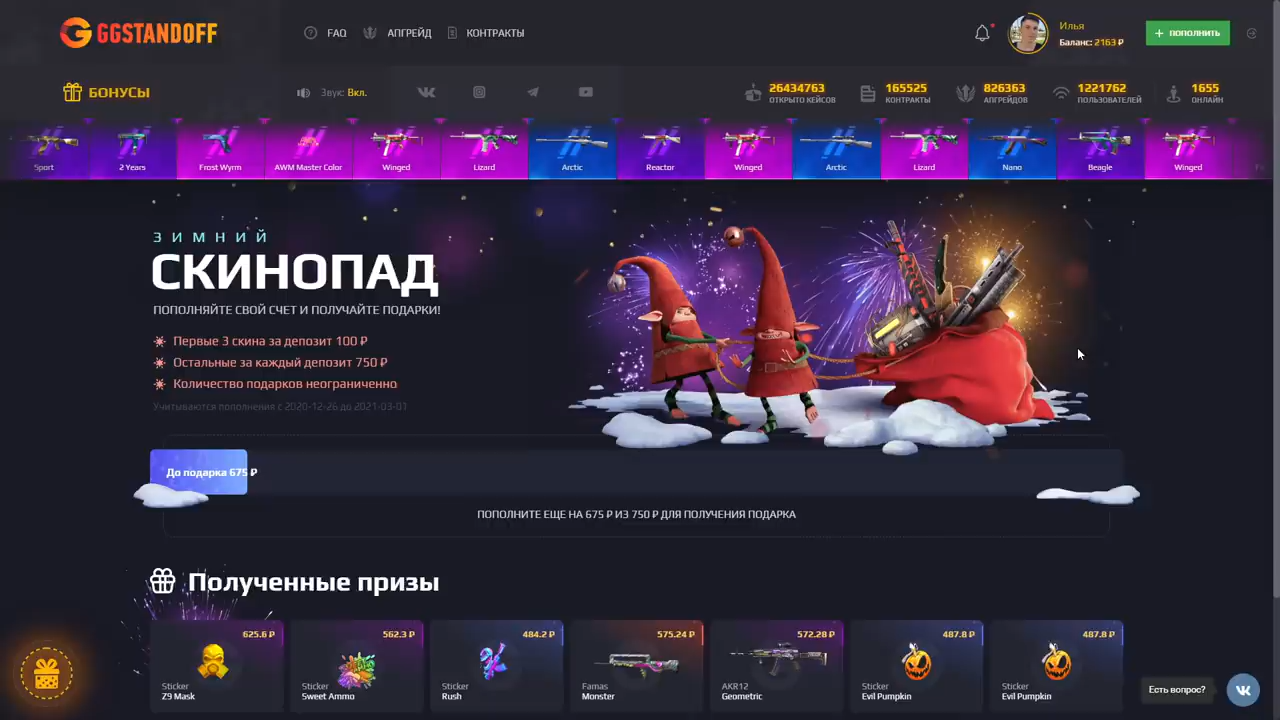 GGSTANDOFF
FAQ
АПГРЕЙД
КОНТРАКТЫ
Илья
Баланс: 2163 ₽
+ ПОПОЛНИТЬ
БОНУСЫ
Звук: Вкл.
26434763
ОТКРЫТО КЕЙСОВ
165525
КОНТРАКТЫ
826363
АПГРЕЙДОВ
1221762
ПОЛЬЗОВАТЕЛЕЙ
1655
ОНЛАЙН
Sport
2 Years
Frost Wyrm
AWM Master Color
Winged
Lizard
Arctic
Reactor
Winged
Arctic
Lizard
Nano
Beagle
Winged
ЗИМНИЙ
СКИНОПАД
ПОПОЛНЯЙТЕ СВОЙ СЧЕТ И ПОЛУЧАЙТЕ ПОДАРКИ!
Первые 3 скина за депозит 100 ₽
Остальные за каждый депозит 750 ₽
Количество подарков неограниченно
Учитываются пополнения с 2020-12-26 до 2021-03-01
До подарка 675 ₽
ПОПОЛНИТЕ ЕЩЕ НА 675 ₽ ИЗ 750 ₽ ДЛЯ ПОЛУЧЕНИЯ ПОДАРКА
Полученные призы
625.6 ₽
Sticker
Z9 Mask
562.3 ₽
Sticker
Sweet Ammo
484.2 ₽
Sticker
Rush
575.24 ₽
Famas
Monster
572.28 ₽
AKR12
Geometric
487.8 ₽
Sticker
Evil Pumpkin
487.8 ₽
Sticker
Evil Pumpkin
Есть вопрос?